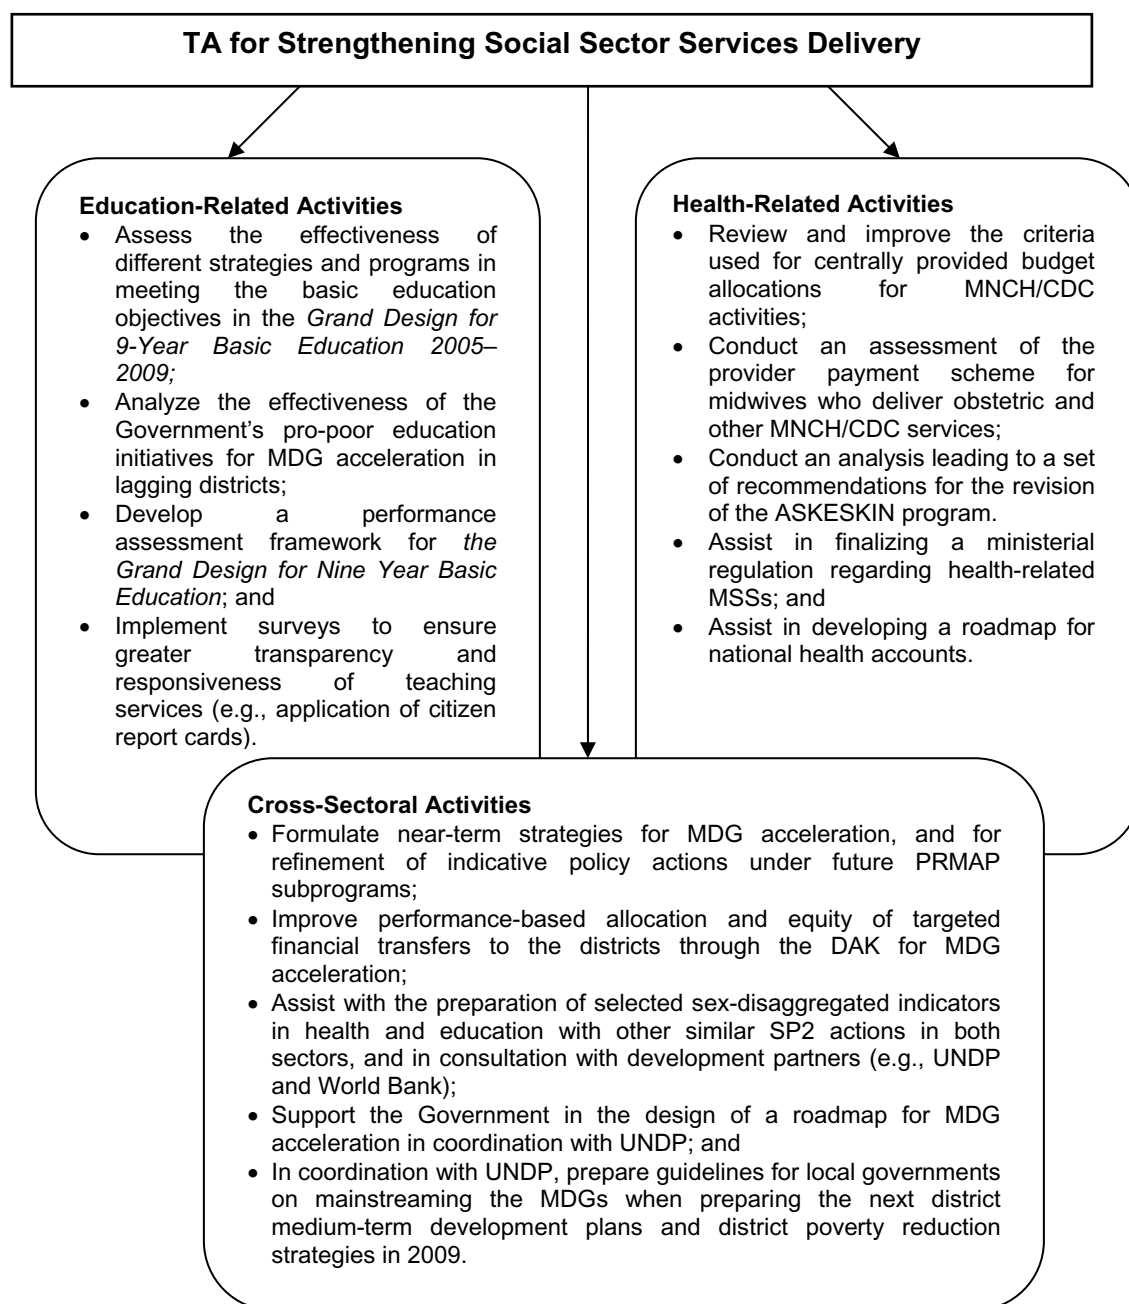 TA for Strengthening Social Sector Services Delivery
Education-Related Activities
• Assess the effectiveness of
different strategies and programs in
meeting the basic education
objectives in the Grand Design for
9-Year Basic Education 2005–
2009;
• Analyze the effectiveness of the
Government’s pro-poor education
initiatives for MDG acceleration in
lagging districts;
• Develop a performance
assessment framework for the
Grand Design for Nine Year Basic
Education; and
• Implement surveys to ensure
greater transparency and
responsiveness of teaching
services (e.g., application of citizen
report cards).
Health-Related Activities
• Review and improve the criteria
used for centrally provided budget
allocations for MNCH/CDC
activities;
• Conduct an assessment of the
provider payment scheme for
midwives who deliver obstetric and
other MNCH/CDC services;
• Conduct an analysis leading to a set
of recommendations for the revision
of the ASKESKIN program.
• Assist in finalizing a ministerial
regulation regarding health-related
MSSs; and
• Assist in developing a roadmap for
national health accounts.
Cross-Sectoral Activities
• Formulate near-term strategies for MDG acceleration, and for
refinement of indicative policy actions under future PRMAP
subprograms;
• Improve performance-based allocation and equity of targeted
financial transfers to the districts through the DAK for MDG
acceleration;
• Assist with the preparation of selected sex-disaggregated indicators
in health and education with other similar SP2 actions in both
sectors, and in consultation with development partners (e.g., UNDP
and World Bank);
• Support the Government in the design of a roadmap for MDG
acceleration in coordination with UNDP; and
• In coordination with UNDP, prepare guidelines for local governments
on mainstreaming the MDGs when preparing the next district
medium-term development plans and district poverty reduction
strategies in 2009.